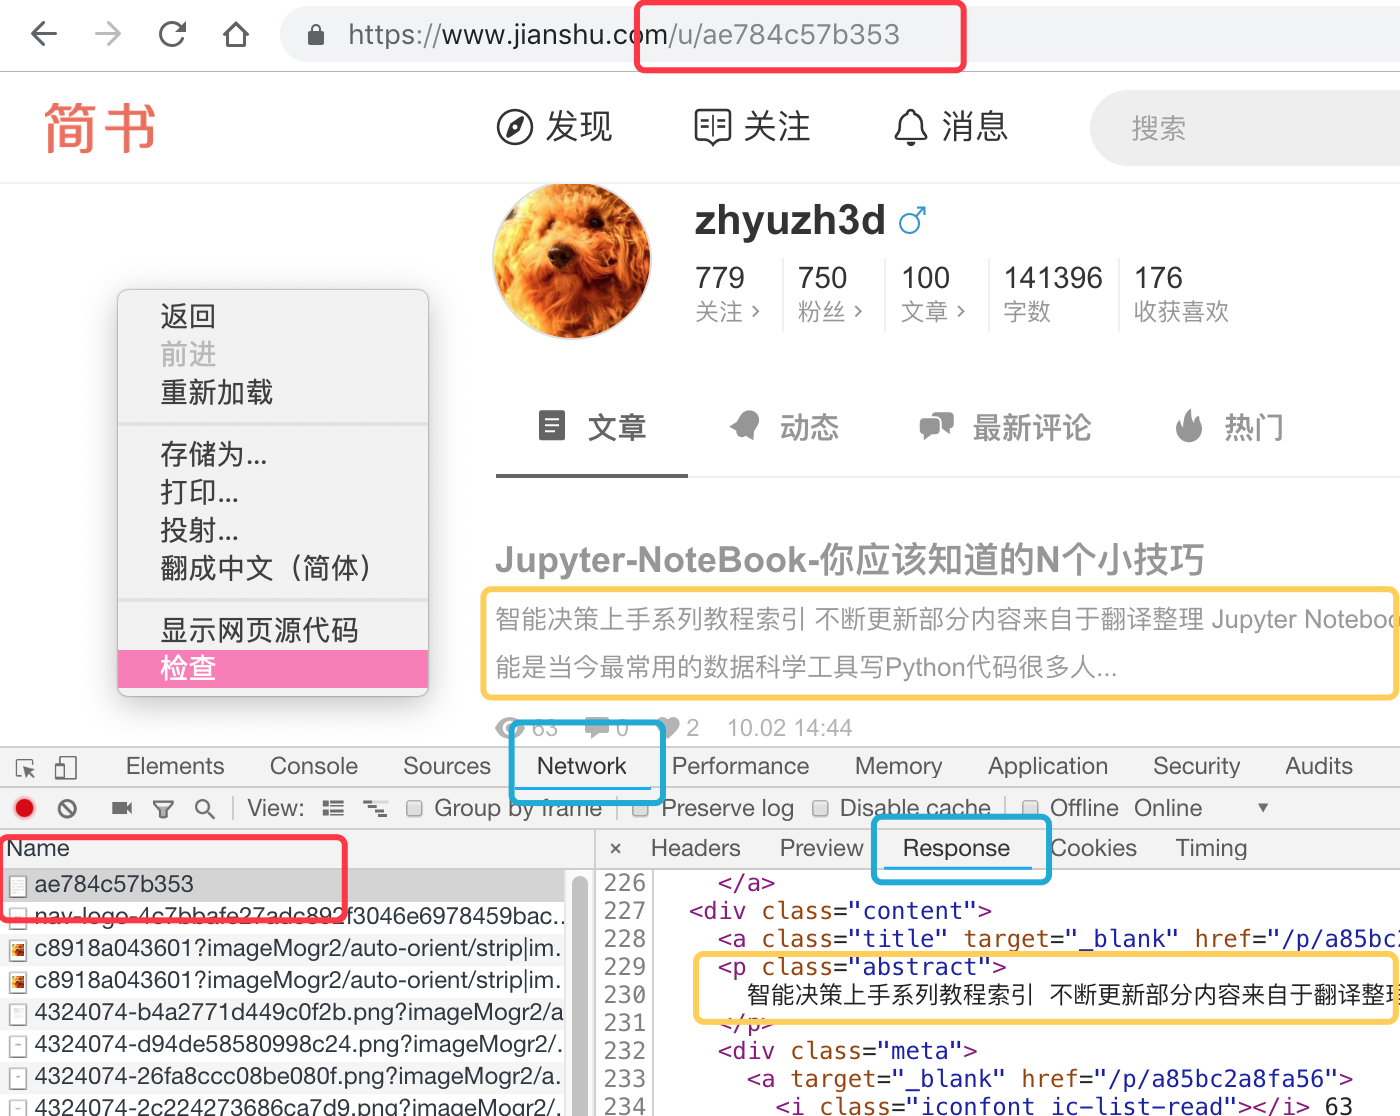 https://www.jianshu.com/u/ae784c57b353
简书
发现
关注
消息
搜索
zhyuzh3d
779 750 100 141396 176
关注 粉丝 文章 字数 收获喜欢
返回
前进
重新加载
存储为...
打印...
投射...
翻成中文（简体）
显示网页源代码
检查
文章 动态 最新评论 热门
Jupyter-NoteBook-你应该知道的N个小技巧
智能决策上手系列教程索引 不断更新部分内容来自于翻译整理 Jupyter Noteboo
能是当今最常用的数据科学工具写Python代码很多人...
63 0 2 10.02 14:44
Elements Console Sources Network Performance Memory Application Security Audits
View: Group by frame Preserve log Disable cache Offline Online
Name
× Headers Preview Response Cookies Timing
ae784c57b353
nav-logo-4c7bbafe27adc892f3046e6978459bac...
c8918a043601?imageMogr2/auto-orient/strip|im.
c8918a043601?imageMogr2/auto-orient/strip|im.
4324074-b4a2771d449c0f2b.png?imageMogr2/a
4324074-d94de58580998c24.png?imageMogr2/.
4324074-26fa8ccc08be080f.png?imageMogr2/a.
4324074-2c224273686ca7d9.png?imageMogr2/.
226 </a>
227 <div class="content">
228 <a class="title" target="_blank" href="/p/a85bc2
229 <p class="abstract">
230 智能决策上手系列教程索引 不断更新部分内容来自于翻译整理
231 </p>
232 <div class="meta">
233 <a target="_blank" href="/p/a85bc2a8fa56">
234 <i class="iconfont ic-list-read"></i> 63